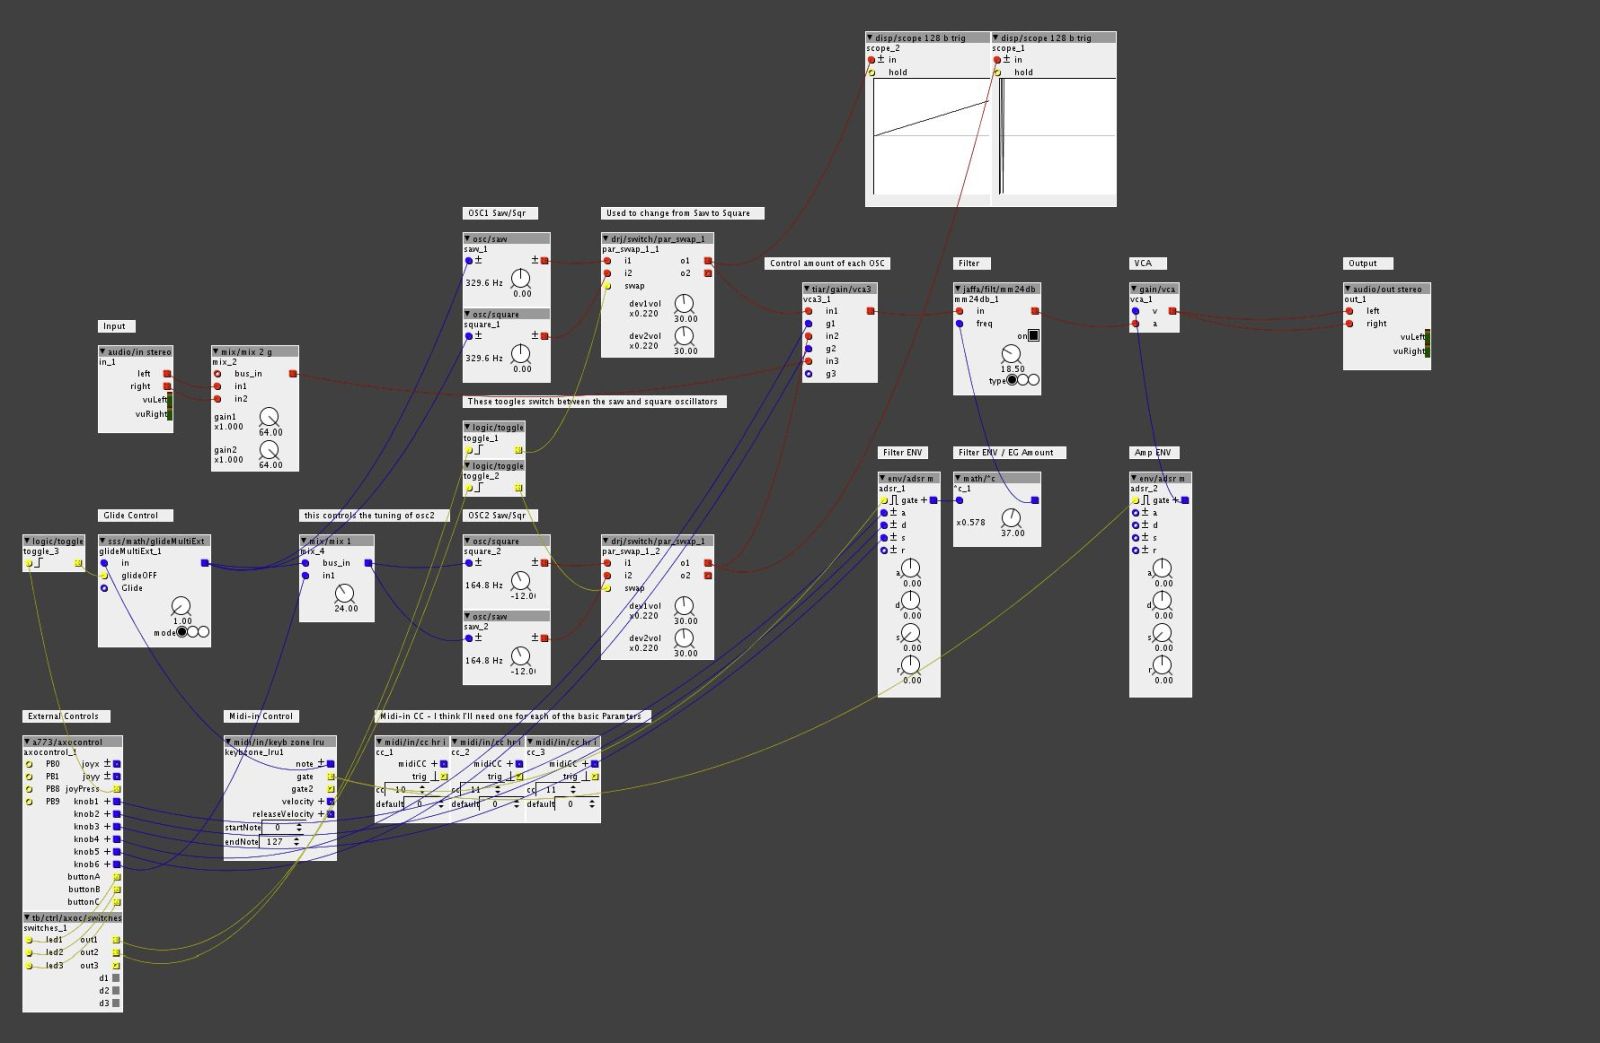 disp/scope 128 b trig
scope_2
± in
hold
disp/scope 128 b trig
scope_1
± in
hold
OSC1 Saw/Sqr
osc/saw
saw_1
± ±
329.6 Hz
0.00
osc/square
square_1
± ±
329.6 Hz
0.00
Used to change from Saw to Square
drj/switch/par_swap_1
par_swap_1_1
i1 o1
i2 o2
swap
dev1vol
x0.220
30.00
dev2vol
x0.220
30.00
Control amount of each OSC
tiar/gain/vca3
vca3_1
in1
g1
in2
g2
in3
g3
Filter
jaffa/filt/mm24db
mm24db_1
in
freq
on
18.50
type
VCA
gain/vca
vca_1
v
a
Output
audio/out stereo
out_1
left
right
vuLeft
vuRight
Input
audio/in stereo
in_1
left
right
vuLeft
vuRight
mix/mix 2 g
mix_2
bus_in
in1
in2
gain1
x1.000
64.00
gain2
x1.000
64.00
These toogles switch between the saw and square oscillators
logic/toggle
toggle_1
logic/toggle
toggle_2
Filter ENV
env/adsr m
adsr_1
gate +
± a
± d
± s
± r
a
0.00
d
0.00
s
0.00
r
0.00
Filter ENV / EG Amount
math/^c
^c_1
x0.578
37.00
Amp ENV
env/adsr m
adsr_2
gate +
± a
± d
± s
± r
a
0.00
d
0.00
s
0.00
r
0.00
Glide Control
logic/toggle
toggle_3
sss/math/glideMultiExt
glideMultiExt_1
in
glideOFF
Glide
1.00
mode
this controls the tuning of osc2
mix/mix 1
mix_4
bus_in
in1
24.00
OSC2 Saw/Sqr
osc/square
square_2
± ±
164.8 Hz
-12.0
osc/saw
saw_2
± ±
164.8 Hz
-12.0
drj/switch/par_swap_1
par_swap_1_2
i1 o1
i2 o2
swap
dev1vol
x0.220
30.00
dev2vol
x0.220
30.00
External Controls
a773/axocontrol
axocontrol_1
PB0 joyx ±
PB1 joyy ±
PB8 joyPress
PB9 knob1 +
knob2 +
knob3 +
knob4 +
knob5 +
knob6 +
buttonA
buttonB
buttonC
tb/ctrl/axoc/switches
switches_1
led1 out1
led2 out2
led3 out3
d1
d2
d3
Midi-in Control
midi/in/keyb zone lru
keybzone_lru1
note ±
gate
gate2
velocity +
releaseVelocity +
startNote 0
endNote 127
Midi-in CC - I think I'll need one for each of the basic Paramters
midi/in/cc hr i
cc_1
midiCC +
trig
cc 10
default 0
midi/in/cc hr i
cc_2
midiCC +
trig
cc 11
default 0
midi/in/cc hr i
cc_3
midiCC +
trig
cc 11
default 0